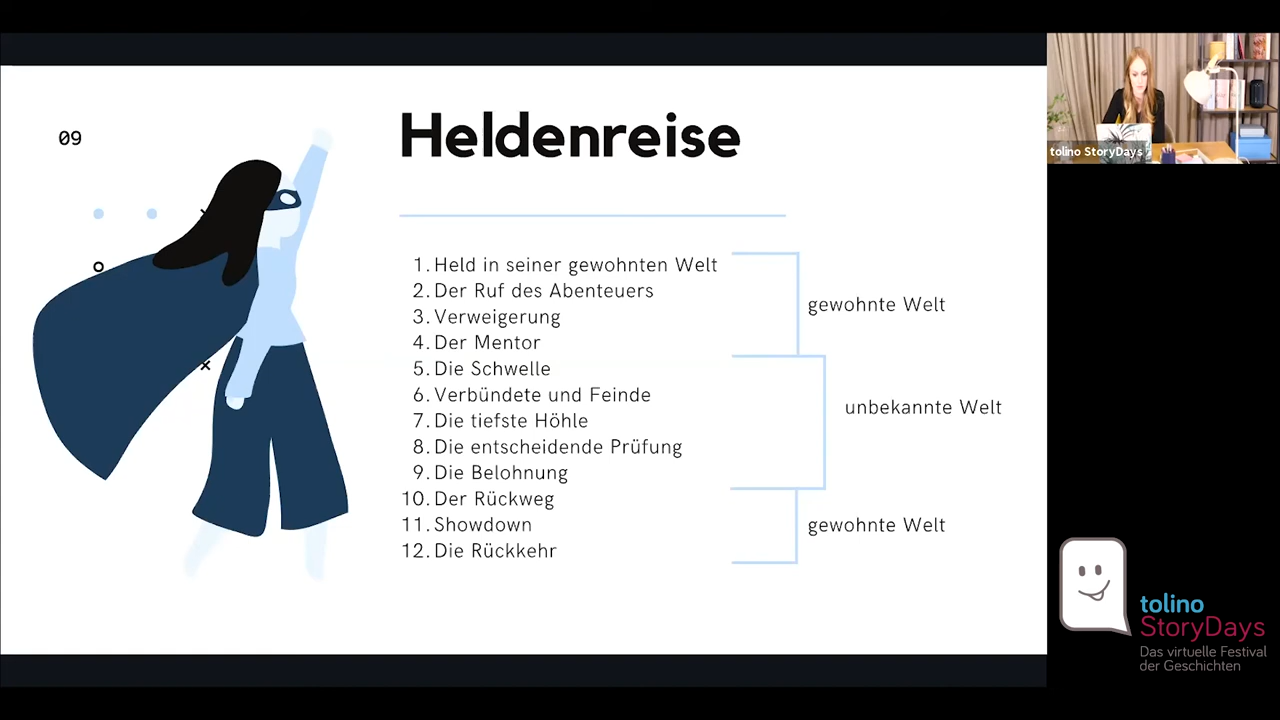 09
Heldenreise
1. Held in seiner gewohnten Welt
2. Der Ruf des Abenteuers
3. Verweigerung
4. Der Mentor
5. Die Schwelle
6. Verbündete und Feinde
7. Die tiefste Höhle
8. Die entscheidende Prüfung
9. Die Belohnung
10. Der Rückweg
11. Showdown
12. Die Rückkehr
gewohnte Welt
unbekannte Welt
gewohnte Welt
tolino StoryDays
tolino
StoryDays
Das virtuelle Festival
der Geschichten